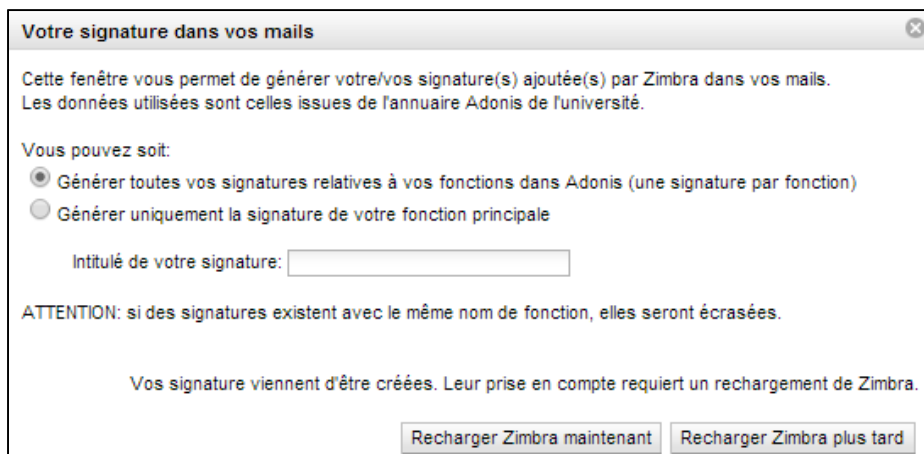 Votre signature dans vos mails
Cette fenêtre vous permet de générer votre/vos signature(s) ajoutée(s) par Zimbra dans vos mails.
Les données utilisées sont celles issues de l'annuaire Adonis de l'université.
Vous pouvez soit:
Générer toutes vos signatures relatives à vos fonctions dans Adonis (une signature par fonction)
Générer uniquement la signature de votre fonction principale
Intitulé de votre signature:
ATTENTION: si des signatures existent avec le même nom de fonction, elles seront écrasées.
Vos signature viennent d'être créées. Leur prise en compte requiert un rechargement de Zimbra.
Recharger Zimbra maintenant Recharger Zimbra plus tard